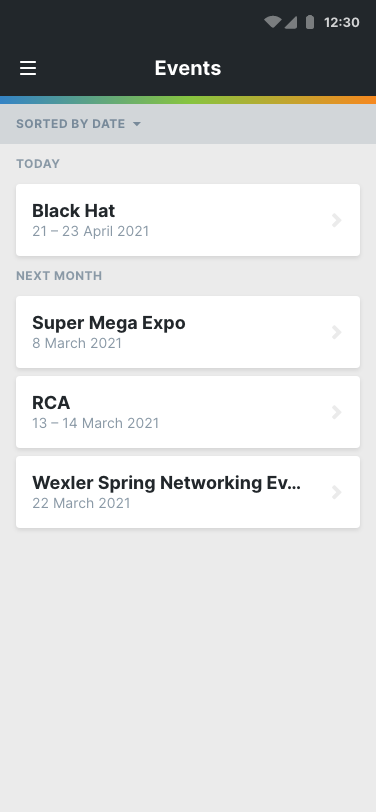 12:30
Events
SORTED BY DATE
TODAY
Black Hat
21 – 23 April 2021
NEXT MONTH
Super Mega Expo
8 March 2021
RCA
13 – 14 March 2021
Wexler Spring Networking Ev...
22 March 2021